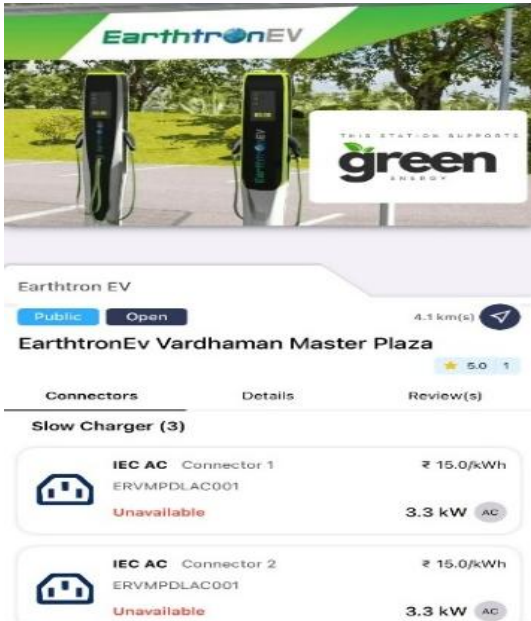 EarthtronEV
EarthtronEV
THIS STATION SUPPORTS
green
ENERGY
Earthtron EV
Public Open 4.1 km(s)
EarthtronEv Vardhaman Master Plaza
5.0 1
Connectors Details Review(s)
Slow Charger (3)
IEC AC Connector 1 ₹ 15.0/kWh
ERVMPDLAC001
Unavailable 3.3 kW AC
IEC AC Connector 2 ₹ 15.0/kWh
ERVMPDLAC001
Unavailable 3.3 kW AC